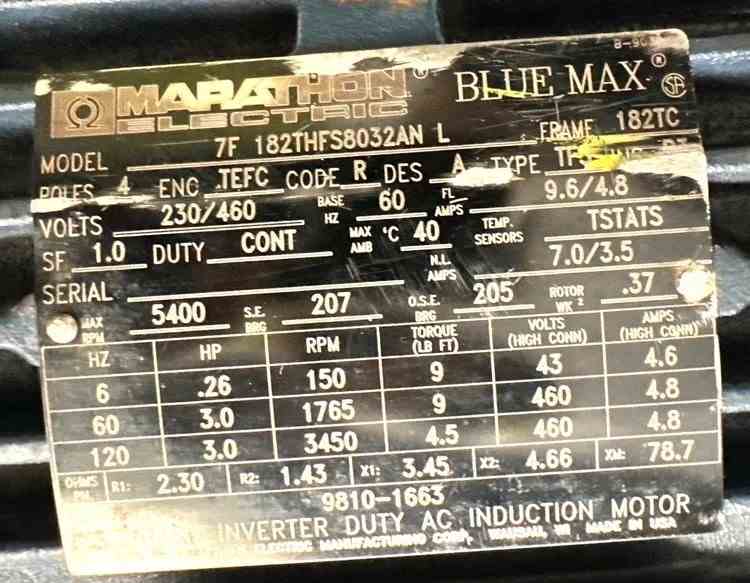 MARATHON® ELECTRIC BLUE MAX®
MODEL 7F 182THFS8032AN L FRAME 182TC
POLES 4 ENC TEFC CODE R DES A TYPE
VOLTS 230/460 BASE HZ 60 FL AMPS 9.6/4.8
SF 1.0 DUTY CONT MAX AMB °C 40 TEMP. SENSORS TSTATS
SERIAL N.L. AMPS 7.0/3.5
MAX RPM 5400 S.E. BRG 207 O.S.E. BRG 205 ROTOR WK² .37
HZ HP RPM TORQUE (LB FT) VOLTS (HIGH CONN) AMPS (HIGH CONN)
6 .26 150 9 43 4.6
60 3.0 1765 9 460 4.8
120 3.0 3450 4.5 460 4.8
OHMS PH. R1: 2.30 R2: 1.43 X1: 3.45 X2: 4.66 XM: 78.7
9810-1663
INVERTER DUTY AC INDUCTION MOTOR
ELECTRIC MANUFACTURING CORP. WAUSAU, WI MADE IN USA